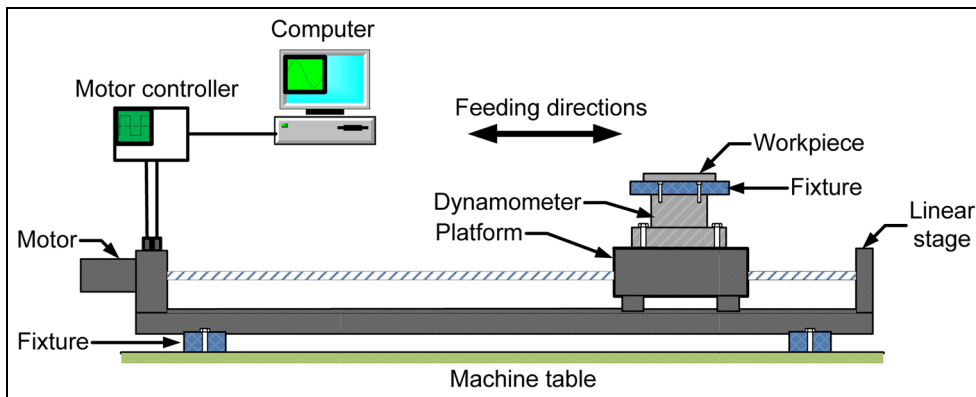 Computer
Motor controller
Feeding directions
Workpiece
Fixture
Dynamometer
Platform
Linear
stage
Motor
Fixture
Machine table